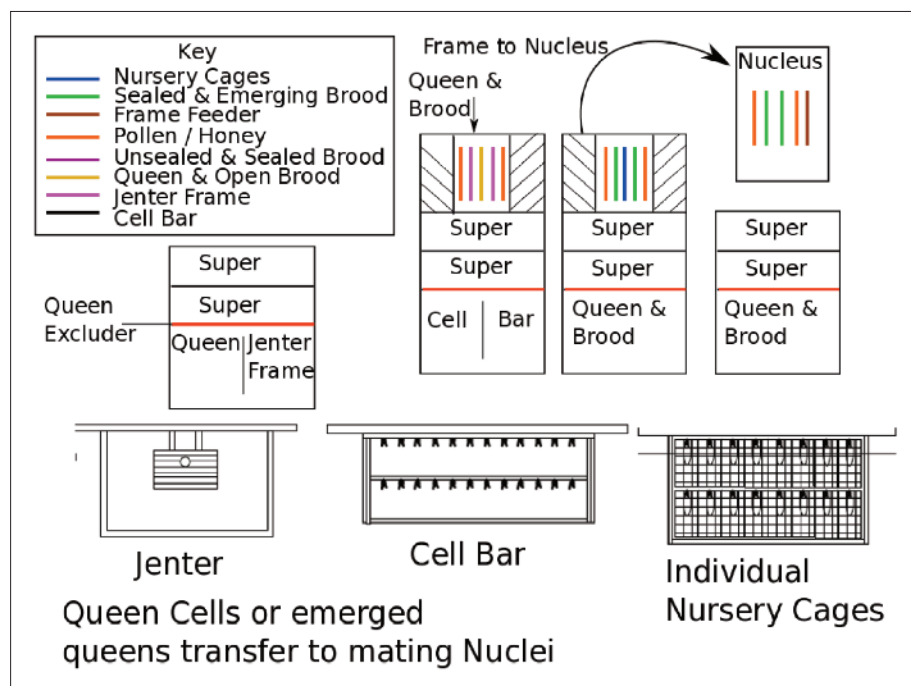 Key
Nursery Cages
Sealed & Emerging Brood
Frame Feeder
Pollen / Honey
Unsealed & Sealed Brood
Queen & Open Brood
Jenter Frame
Cell Bar
Frame to Nucleus
Queen &
Brood
Nucleus
Super
Super
Queen
Excluder
Queen
Jenter
Frame
Super
Super
Cell
Bar
Super
Super
Queen &
Brood
Super
Super
Queen &
Brood
Jenter
Cell Bar
Individual
Nursery Cages
Queen Cells or emerged
queens transfer to mating Nuclei